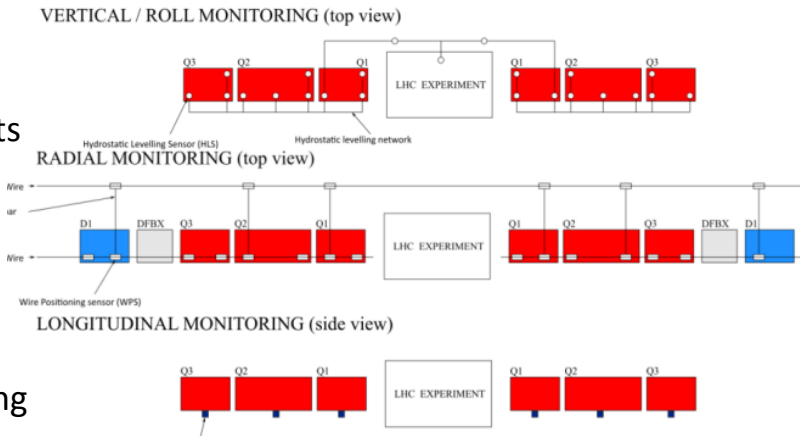 VERTICAL / ROLL MONITORING (top view)
Q3 Q2 Q1 Q1 Q2 Q3
LHC EXPERIMENT
ts
Hydrostatic Levelling Sensor (HLS) Hydrostatic levelling network
RADIAL MONITORING (top view)
Wire
ar
D1 DFBX Q3 Q2 Q1 Q1 Q2 Q3 DFBX D1
LHC EXPERIMENT
Wire
Wire Positioning sensor (WPS)
LONGITUDINAL MONITORING (side view)
Q3 Q2 Q1 Q1 Q2 Q3
LHC EXPERIMENT
ng